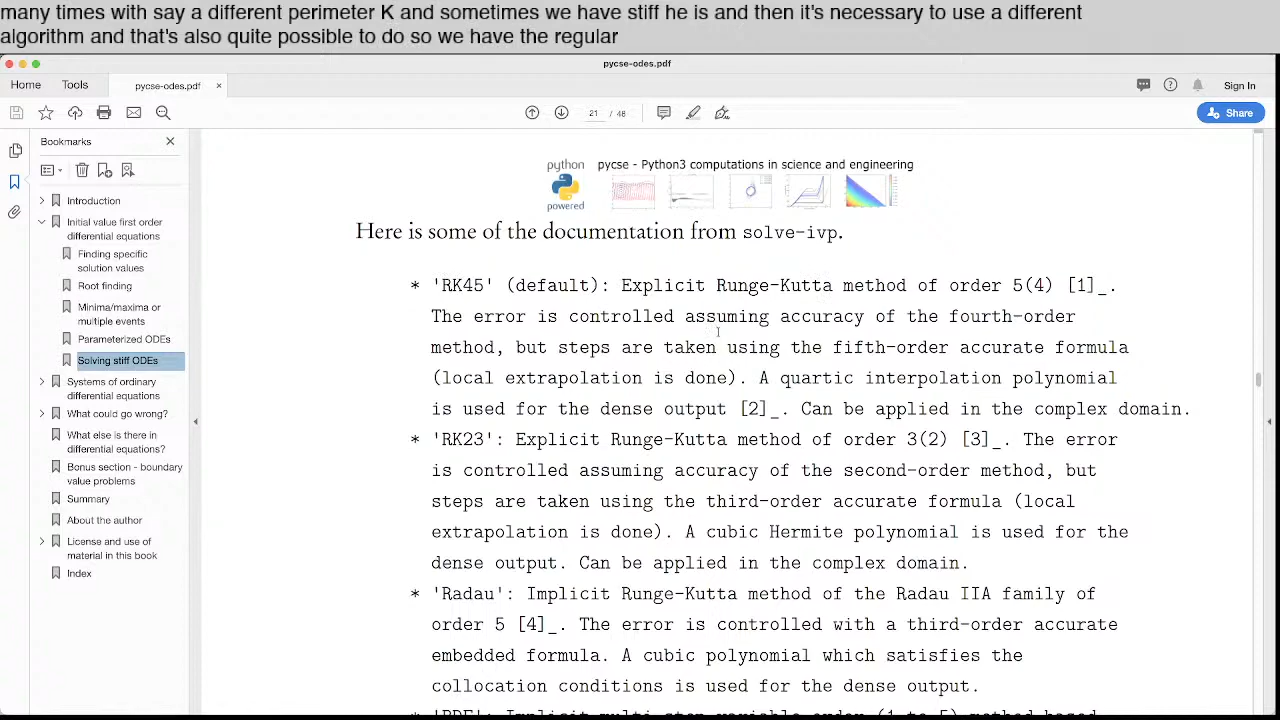 many times with say a different perimeter K and sometimes we have stiff he is and then it's necessary to use a different
algorithm and that's also quite possible to do so we have the regular
pycse-odes.pdf
Home
Tools
pycse-odes.pdf
×
Sign In
21 / 48
Share
Bookmarks
Introduction
Initial value first order
differential equations
Finding specific
solution values
Root finding
Minima/maxima or
multiple events
Parameterized ODEs
Solving stiff ODEs
Systems of ordinary
differential equations
What could go wrong?
What else is there in
differential equations?
Bonus section - boundary
value problems
Summary
About the author
License and use of
material in this book
Index
python
powered
pycse - Python3 computations in science and engineering
Here is some of the documentation from solve-ivp.
* 'RK45' (default): Explicit Runge-Kutta method of order 5(4) [1]_.
The error is controlled assuming accuracy of the fourth-order
method, but steps are taken using the fifth-order accurate formula
(local extrapolation is done). A quartic interpolation polynomial
is used for the dense output [2]_. Can be applied in the complex domain.
* 'RK23': Explicit Runge-Kutta method of order 3(2) [3]_. The error
is controlled assuming accuracy of the second-order method, but
steps are taken using the third-order accurate formula (local
extrapolation is done). A cubic Hermite polynomial is used for the
dense output. Can be applied in the complex domain.
* 'Radau': Implicit Runge-Kutta method of the Radau IIA family of
order 5 [4]_. The error is controlled with a third-order accurate
embedded formula. A cubic polynomial which satisfies the
collocation conditions is used for the dense output.
* 'BDF': Implicit multi-step variable-order (1 to 5) method based